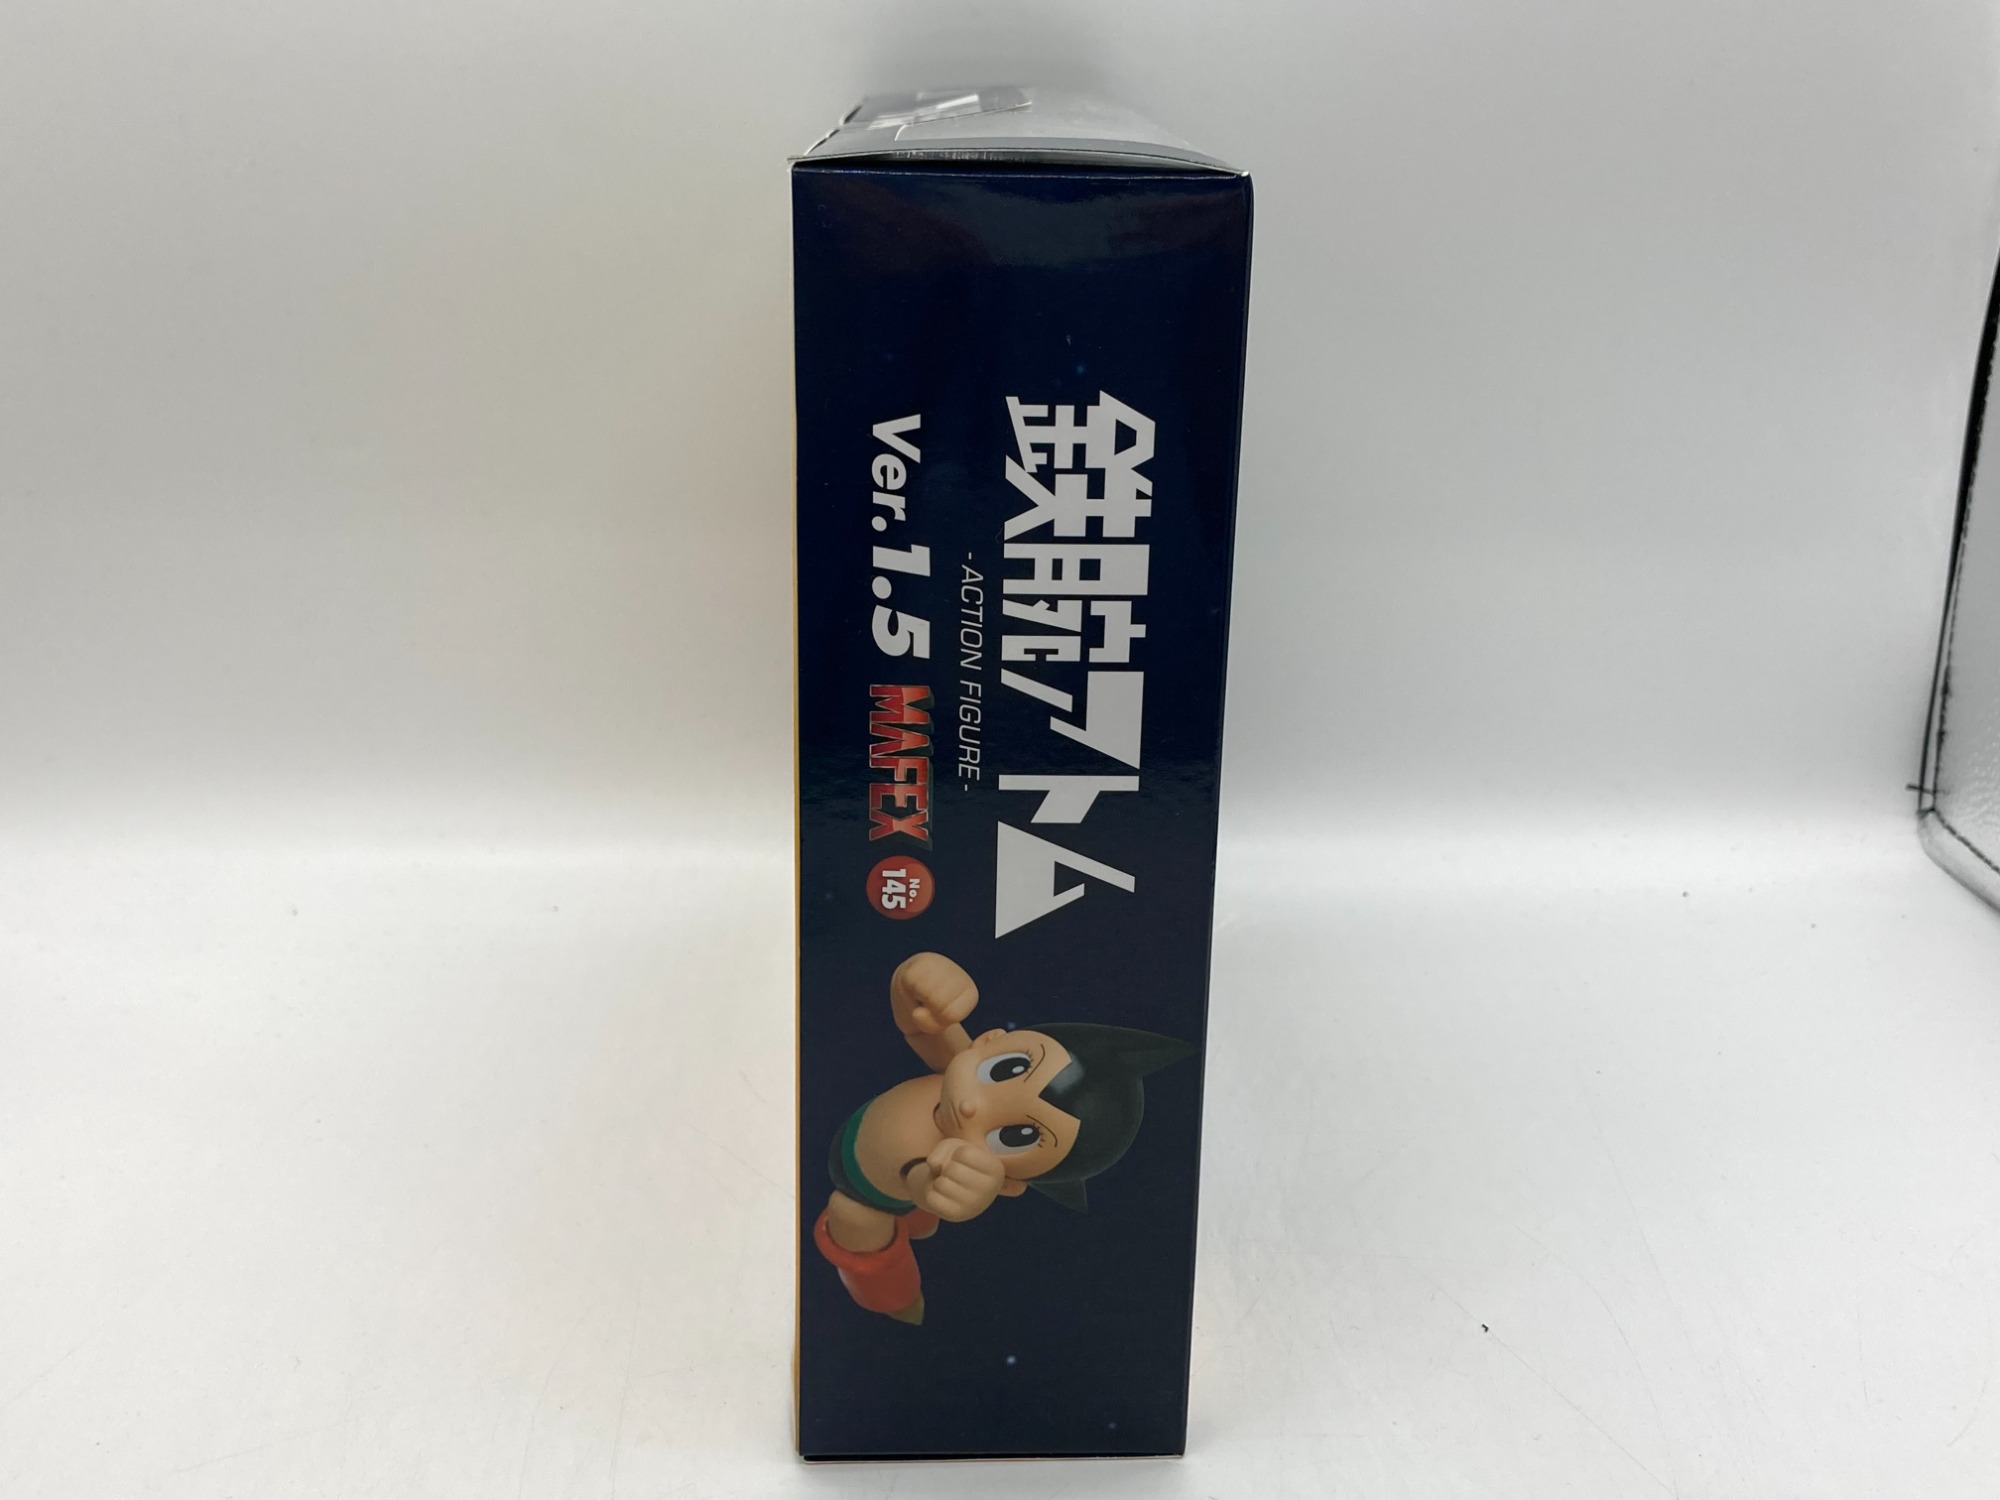 鉄腕アトム
- ACTION FIGURE -
Ver.1.5 MAFEX No. 145